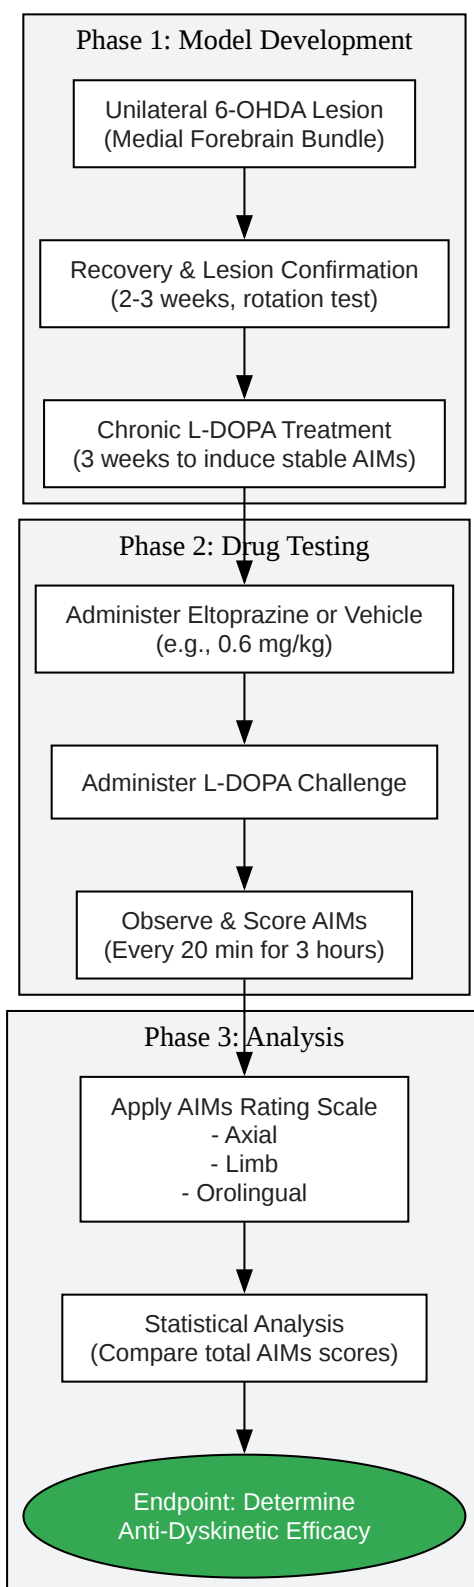 Phase 1: Model Development
Unilateral 6-OHDA Lesion
(Medial Forebrain Bundle)
Recovery & Lesion Confirmation
(2-3 weeks, rotation test)
Chronic L-DOPA Treatment
(3 weeks to induce stable AIMs)
Phase 2: Drug Testing
Administer Eltoprazine or Vehicle
(e.g., 0.6 mg/kg)
Administer L-DOPA Challenge
Observe & Score AIMs
(Every 20 min for 3 hours)
Phase 3: Analysis
Apply AIMs Rating Scale
- Axial
- Limb
- Orolingual
Statistical Analysis
(Compare total AIMs scores)
Endpoint: Determine
Anti-Dyskinetic Efficacy